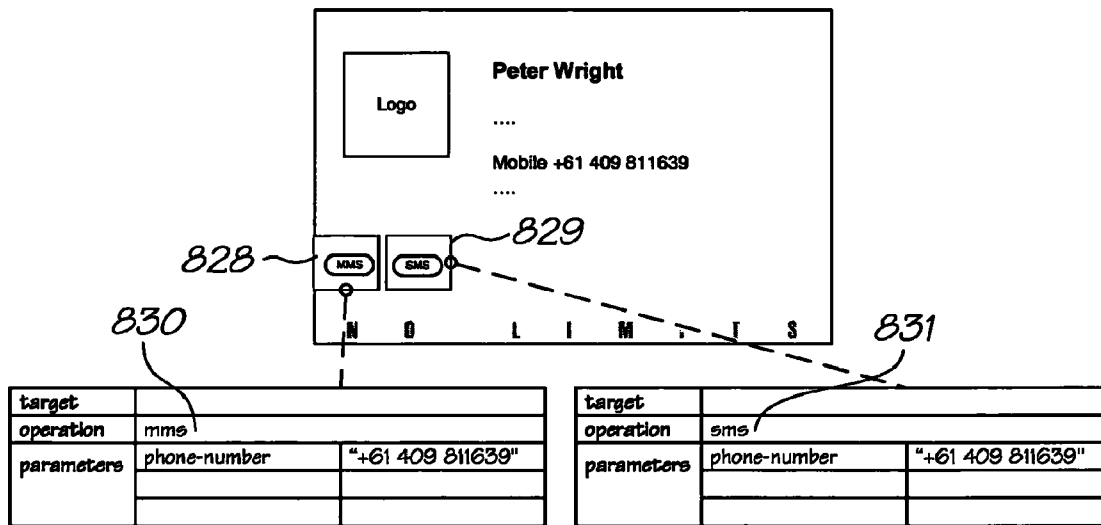 Peter Wright
Logo
....
Mobile +61 409 811639
....
828
829
MMS
SMS
N O L I M I T S
830
831
target
operation mms
parameters phone-number "+61 409 811639"
target
operation sms
parameters phone-number "+61 409 811639"